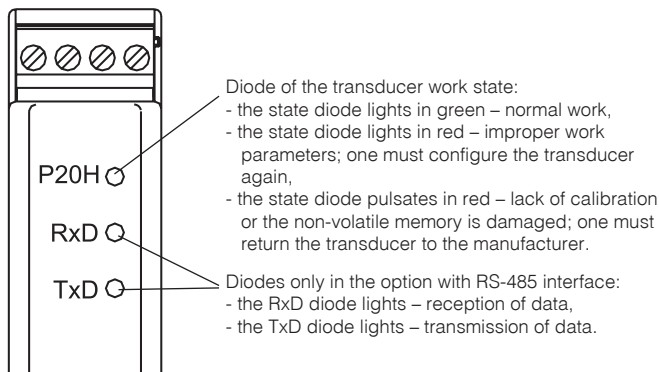 Diode of the transducer work state:
- the state diode lights in green – normal work,
- the state diode lights in red – improper work
parameters; one must configure the transducer
again,
- the state diode pulsates in red – lack of calibration
or the non-volatile memory is damaged; one must
return the transducer to the manufacturer.
P20H
RxD
TxD
Diodes only in the option with RS-485 interface:
- the RxD diode lights – reception of data,
- the TxD diode lights – transmission of data.